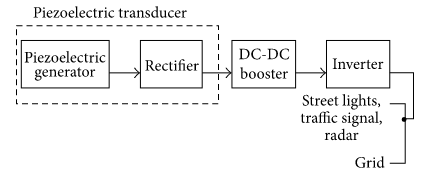 Piezoelectric transducer
Piezoelectric
generator
Rectifier
DC-DC
booster
Inverter
Street lights,
traffic signal,
radar
Grid